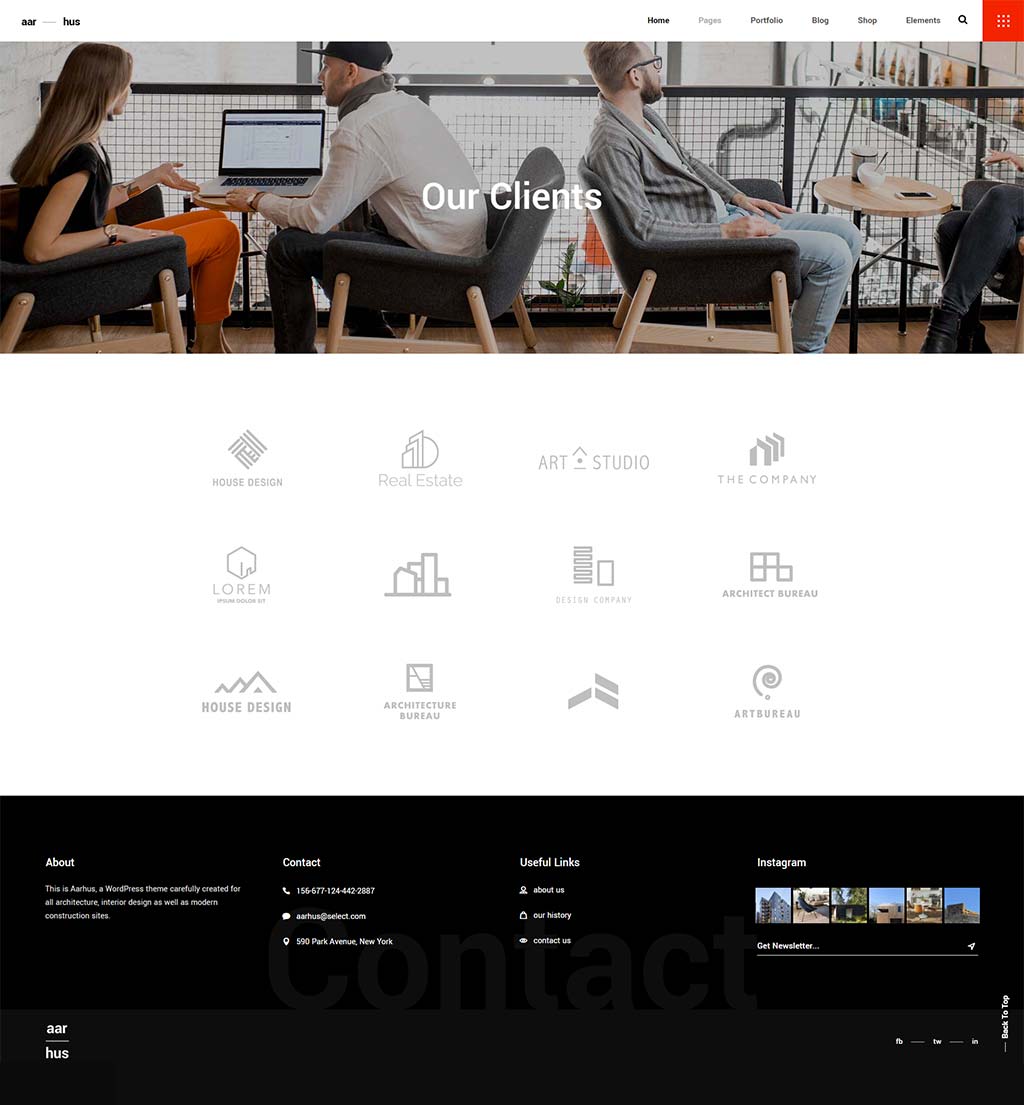 aar — hus
Home
Pages
Portfolio
Blog
Shop
Elements
Our Clients
HOUSE DESIGN
Real Estate
ART STUDIO
THE COMPANY
LOREM
IPSUM DOLOR SIT
DESIGN COMPANY
ARCHITECT BUREAU
HOUSE DESIGN
ARCHITECTURE
BUREAU
ARTBUREAU
About
This is Aarhus, a WordPress theme carefully created for
all architecture, interior design as well as modern
construction sites.
Contact
156-677-124-442-2887
aarhus@select.com
590 Park Avenue, New York
Useful Links
about us
our history
contact us
Instagram
Get Newsletter...
Contact
aar
hus
fb — tw — in
Back To Top